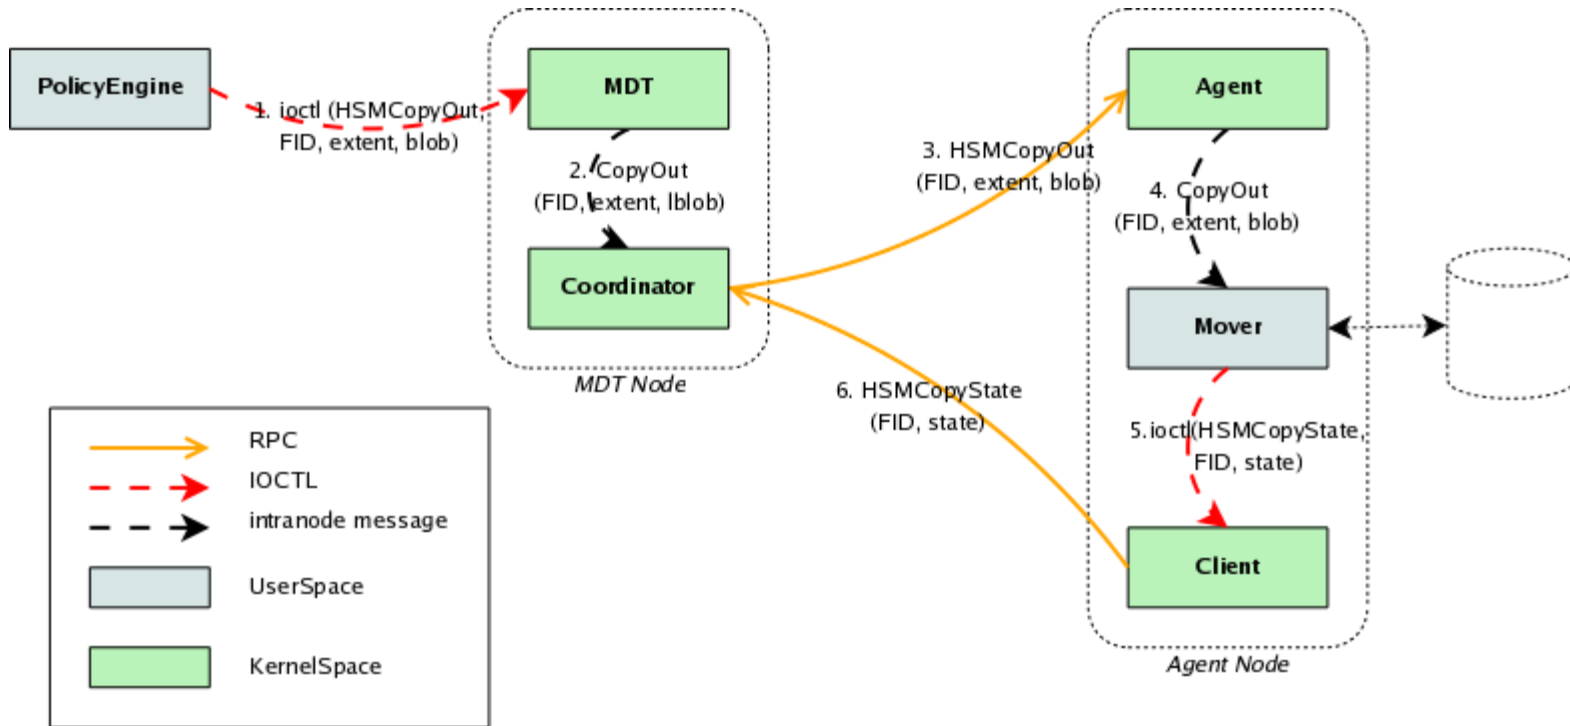 PolicyEngine
1. ioctl (HSMCopyOut,
FID, extent, blob)
MDT
2. CopyOut
(FID, extent, lblob)
Coordinator
MDT Node
3. HSMCopyOut
(FID, extent, blob)
Agent
4. CopyOut
(FID, extent, blob)
Mover
5.ioctl(HSMCopyState,
FID, state)
6. HSMCopyState
(FID, state)
Client
Agent Node
RPC
IOCTL
intranode message
UserSpace
KernelSpace